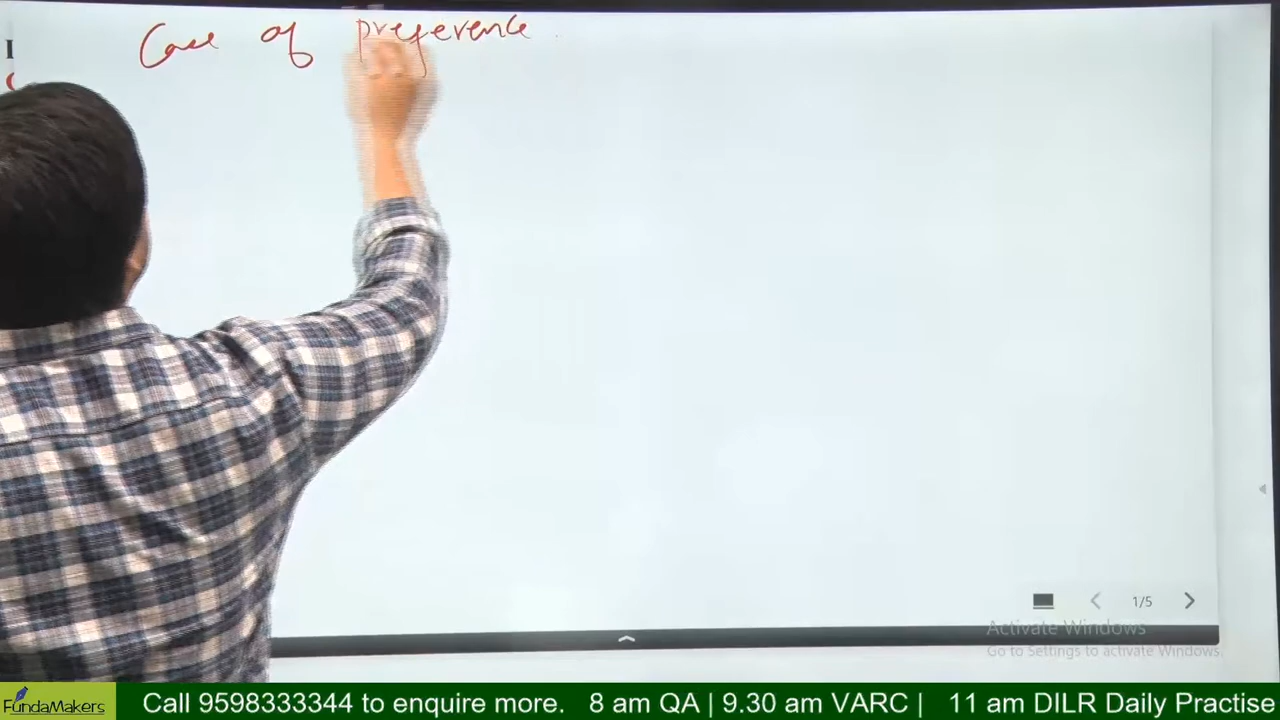 Case of preference
1/5
Activate Windows
Go to Settings to activate Windows.
FUNDAMAKERS Call 9598333344 to enquire more. 8 am QA | 9.30 am VARC | 11 am DILR Daily Practise